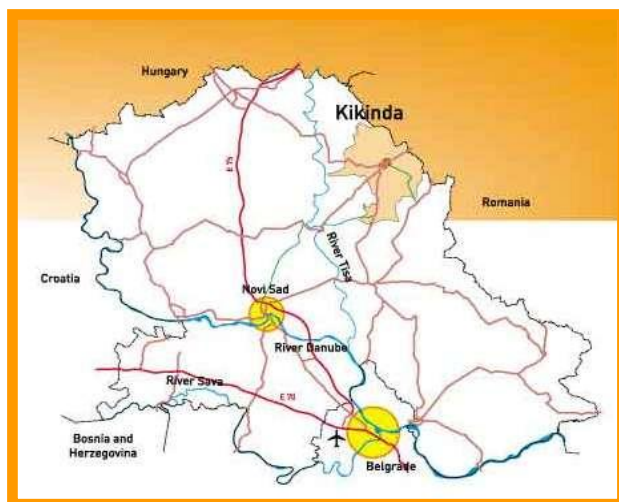 Hungary
Kikinda
E 75
Romania
River Tisa
Croatia
Novi Sad
River Danube
River Sava
E 70
Bosnia and
Herzegovina
Belgrade